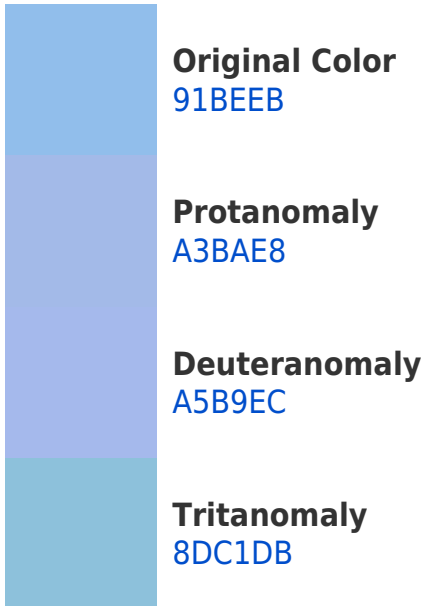 Original Color
91BEEB
Protanomaly
A3BAE8
Deuteranomaly
A5B9EC
Tritanomaly
8DC1DB